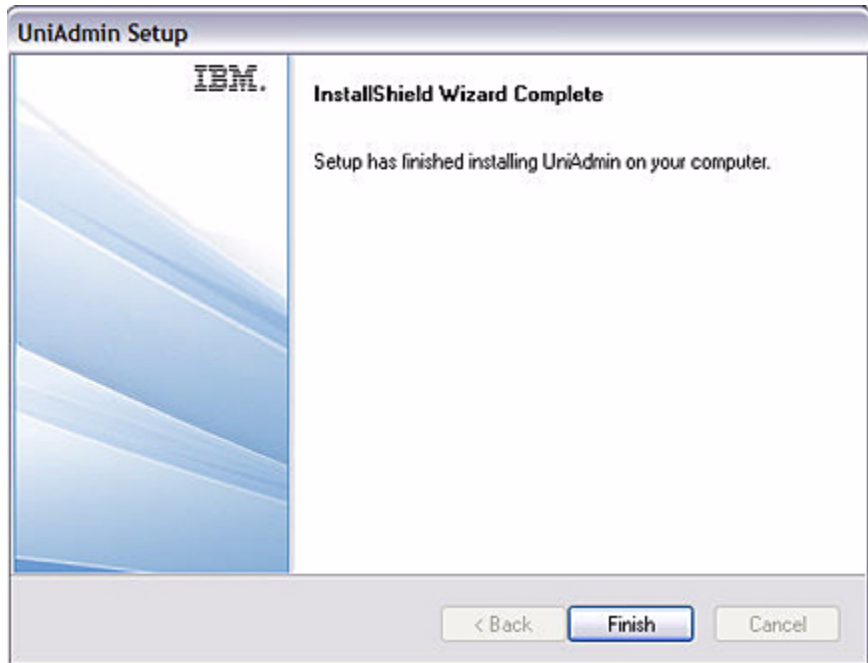 UniAdmin Setup
IBM.
InstallShield Wizard Complete
Setup has finished installing UniAdmin on your computer.
< Back
Finish
Cancel